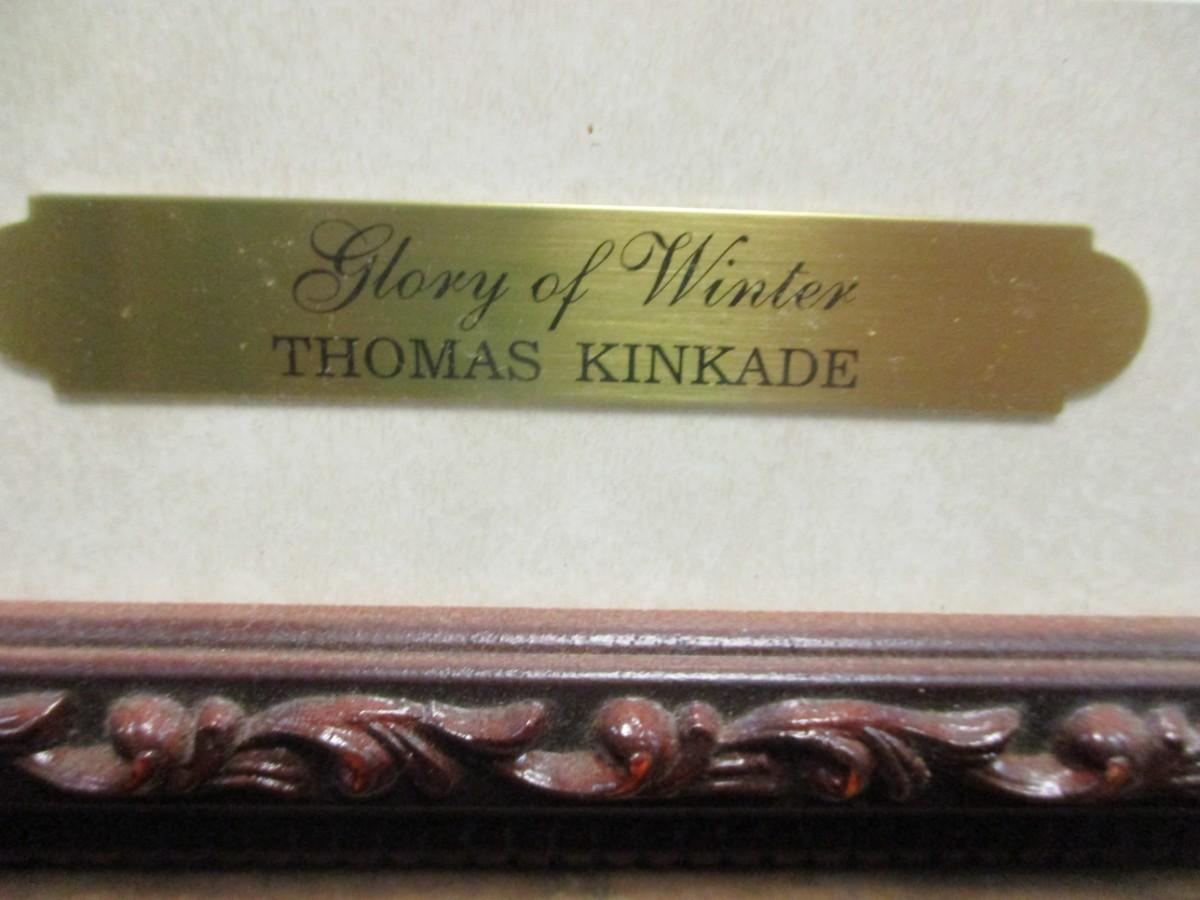 Glory of Winter
THOMAS KINKADE